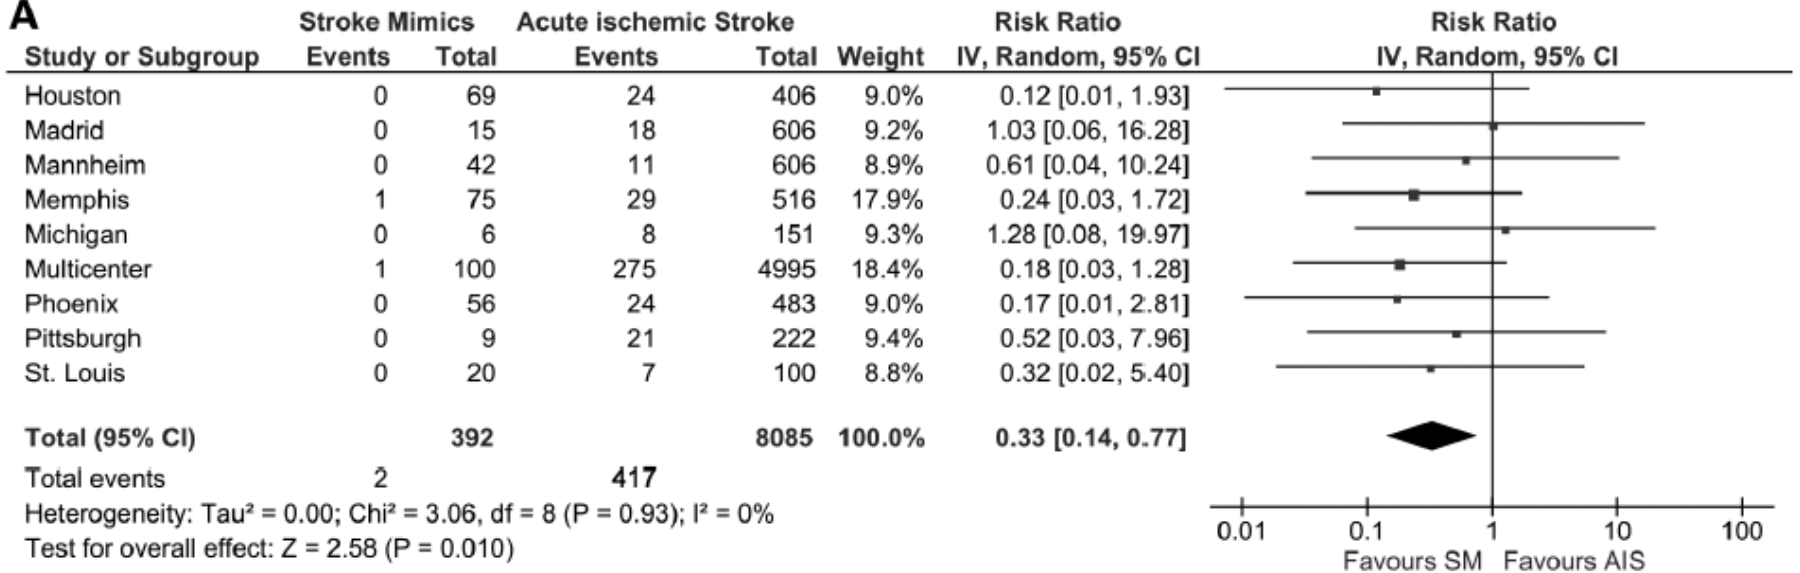 A
Stroke Mimics Acute ischemic Stroke Risk Ratio Risk Ratio
Study or Subgroup Events Total Events Total Weight IV, Random, 95% CI IV, Random, 95% CI
Houston 0 69 24 406 9.0% 0.12 [0.01, 1.93]
Madrid 0 15 18 606 9.2% 1.03 [0.06, 16.28]
Mannheim 0 42 11 606 8.9% 0.61 [0.04, 10.24]
Memphis 1 75 29 516 17.9% 0.24 [0.03, 1.72]
Michigan 0 6 8 151 9.3% 1.28 [0.08, 19.97]
Multicenter 1 100 275 4995 18.4% 0.18 [0.03, 1.28]
Phoenix 0 56 24 483 9.0% 0.17 [0.01, 2.81]
Pittsburgh 0 9 21 222 9.4% 0.52 [0.03, 7.96]
St. Louis 0 20 7 100 8.8% 0.32 [0.02, 5.40]
Total (95% CI) 392 8085 100.0% 0.33 [0.14, 0.77]
Total events 2 417
Heterogeneity: Tau² = 0.00; Chi² = 3.06, df = 8 (P = 0.93); I² = 0%
Test for overall effect: Z = 2.58 (P = 0.010)
0.01 0.1 1 10 100
Favours SM Favours AIS